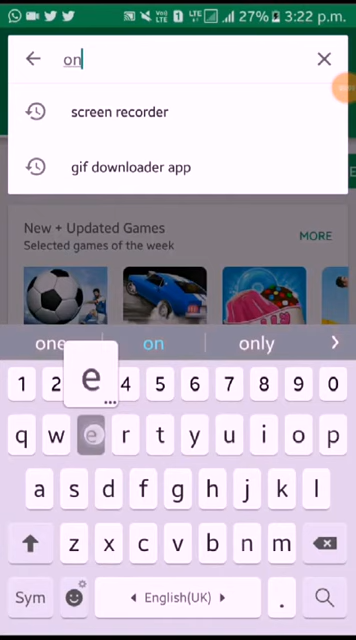 27% 3:22 p.m.
on
screen recorder
gif downloader app
New + Updated Games
MORE
Selected games of the week
one on only
e
1 2 4 5 6 7 8 9 0
q w e r t y u i o p
a s d f g h j k l
z x c v b n m
Sym English(UK) .